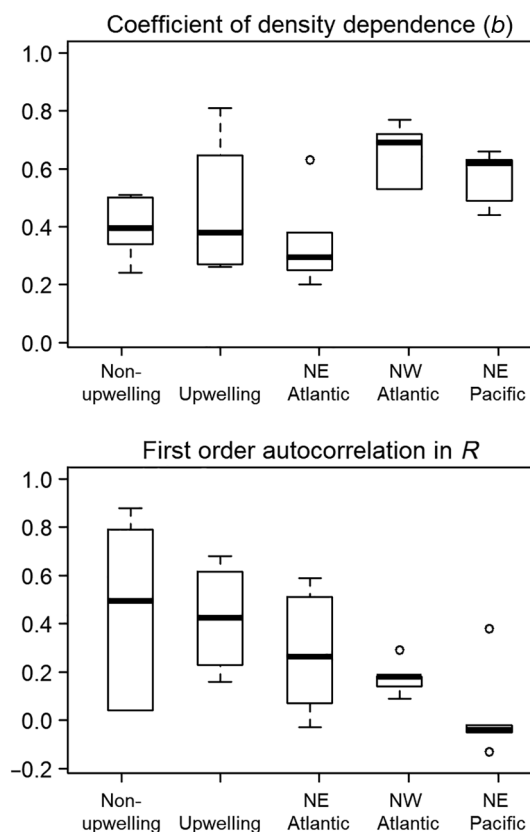 Coefficient of density dependence (b)
1.0
0.8
0.6
0.4
0.2
0.0
Non-
upwelling
Upwelling
NE
Atlantic
NW
Atlantic
NE
Pacific
First order autocorrelation in R
1.0
0.8
0.6
0.4
0.2
0.0
−0.2
Non-
upwelling
Upwelling
NE
Atlantic
NW
Atlantic
NE
Pacific